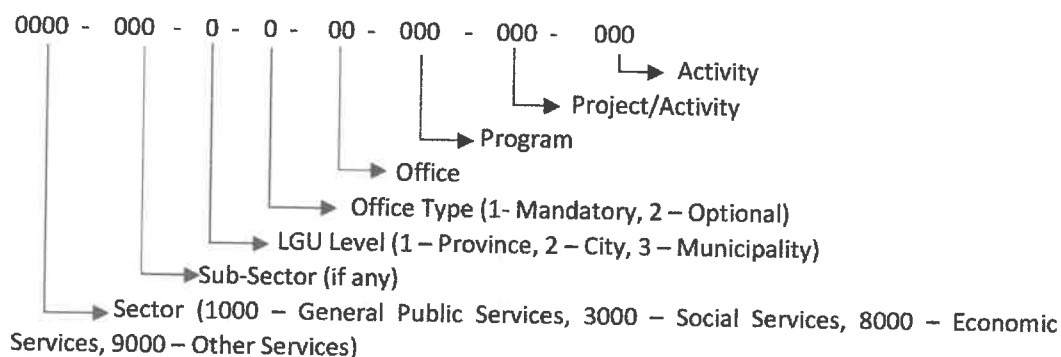 0000 - 000 - 0 - 0 - 00 - 000 - 000 - 000
Activity
Project/Activity
Program
Office
Office Type (1- Mandatory, 2 – Optional)
LGU Level (1 – Province, 2 – City, 3 – Municipality)
Sub-Sector (if any)
Sector (1000 – General Public Services, 3000 – Social Services, 8000 – Economic
Services, 9000 – Other Services)